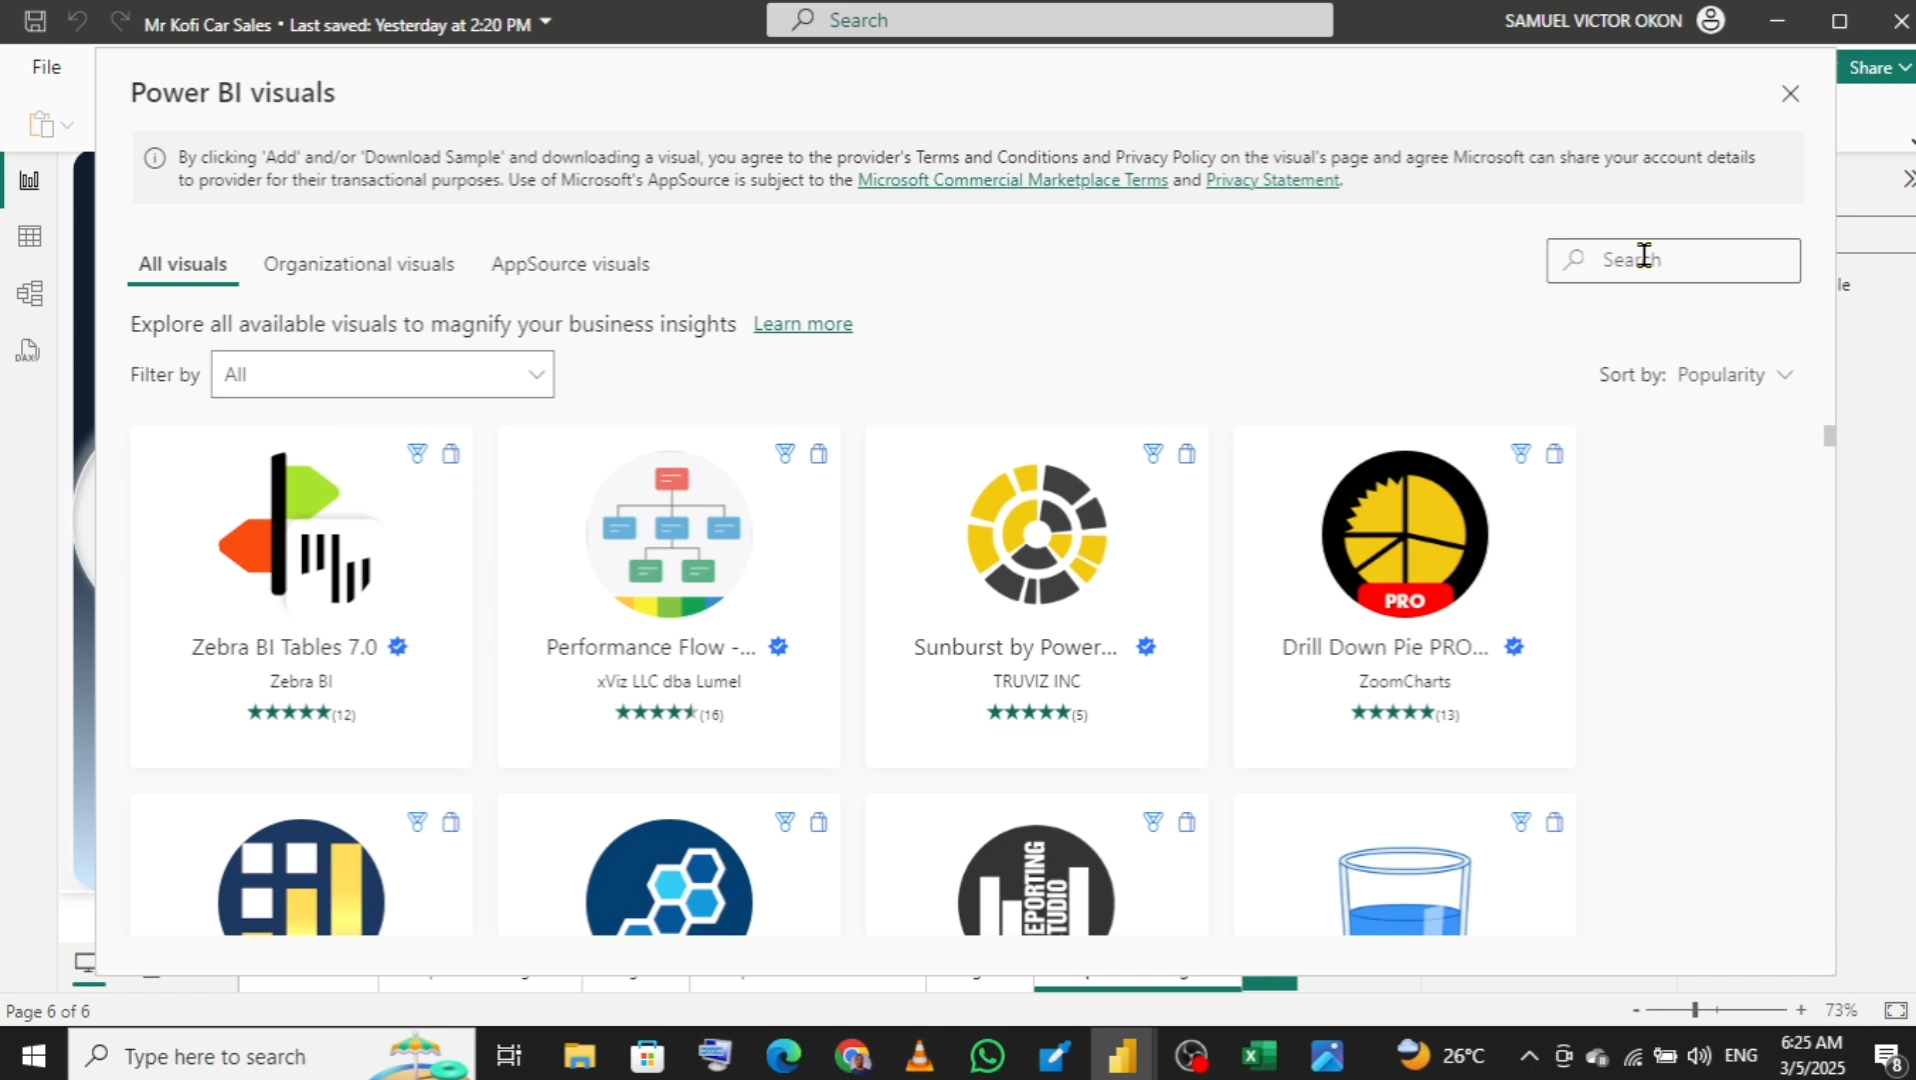 Mr Kofi Car Sales • Last saved: Yesterday at 2:20 PM
Search
SAMUEL VICTOR OKON
File
Share
Power BI visuals
By clicking 'Add' and/or 'Download Sample' and downloading a visual, you agree to the provider's Terms and Conditions and Privacy Policy on the visual's page and agree Microsoft can share your account details
to provider for their transactional purposes. Use of Microsoft's AppSource is subject to the Microsoft Commercial Marketplace Terms and Privacy Statement.
All visuals
Organizational visuals
AppSource visuals
Search
le
Explore all available visuals to magnify your business insights Learn more
Filter by All
Sort by: Popularity
DAX
PRO
Zebra BI Tables 7.0
Zebra BI
(12)
Performance Flow -...
xViz LLC dba Lumel
(16)
Sunburst by Power...
TRUVIZ INC
(5)
Drill Down Pie PRO...
ZoomCharts
(13)
EPORTING
TUDIO
Page 6 of 6
- + 73%
Type here to search
26°C
ENG
6:25 AM
3/5/2025
8